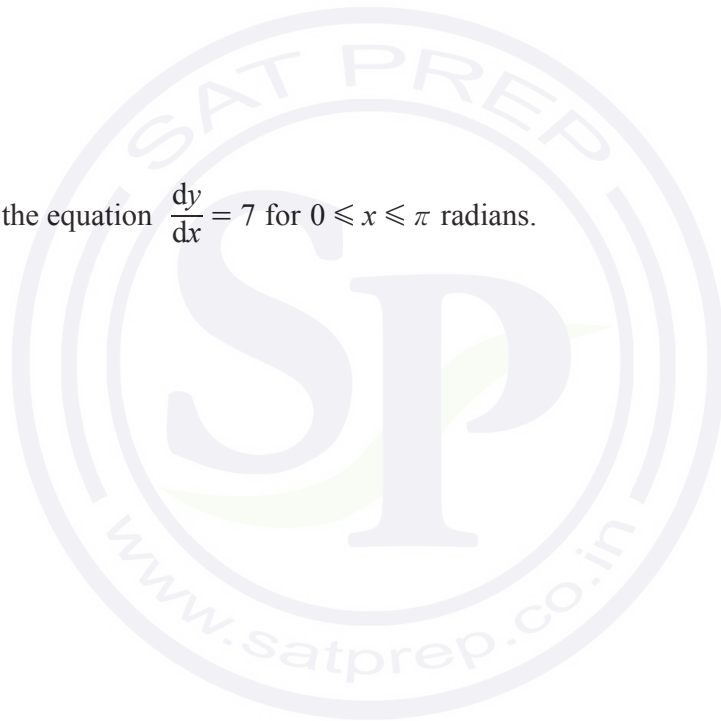 SAT PREP
the equation dy/dx = 7 for 0 ⩽ x ⩽ π radians.
SP
www.satprep.co.in